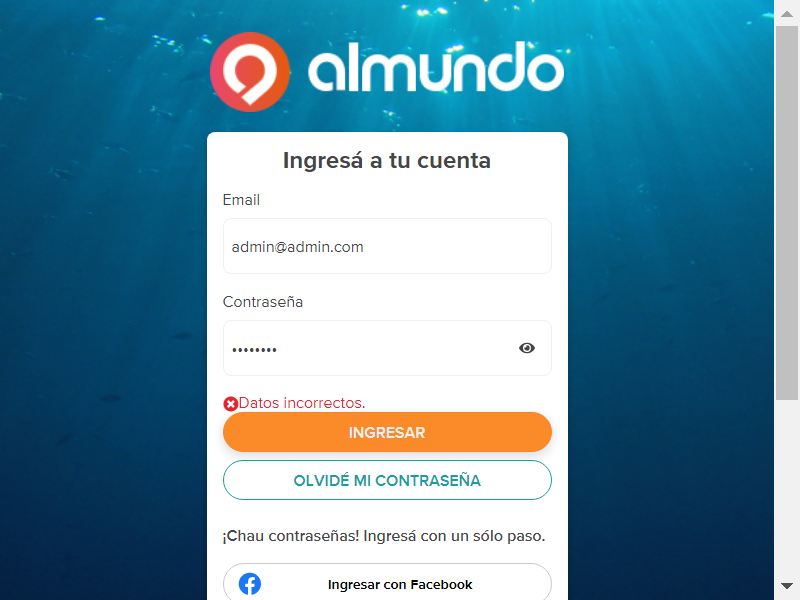 almundo
Ingresá a tu cuenta
Email
admin@admin.com
Contraseña
••••••••
Datos incorrectos.
INGRESAR
OLVIDÉ MI CONTRASEÑA
¡Chau contraseñas! Ingresá con un sólo paso.
Ingresar con Facebook